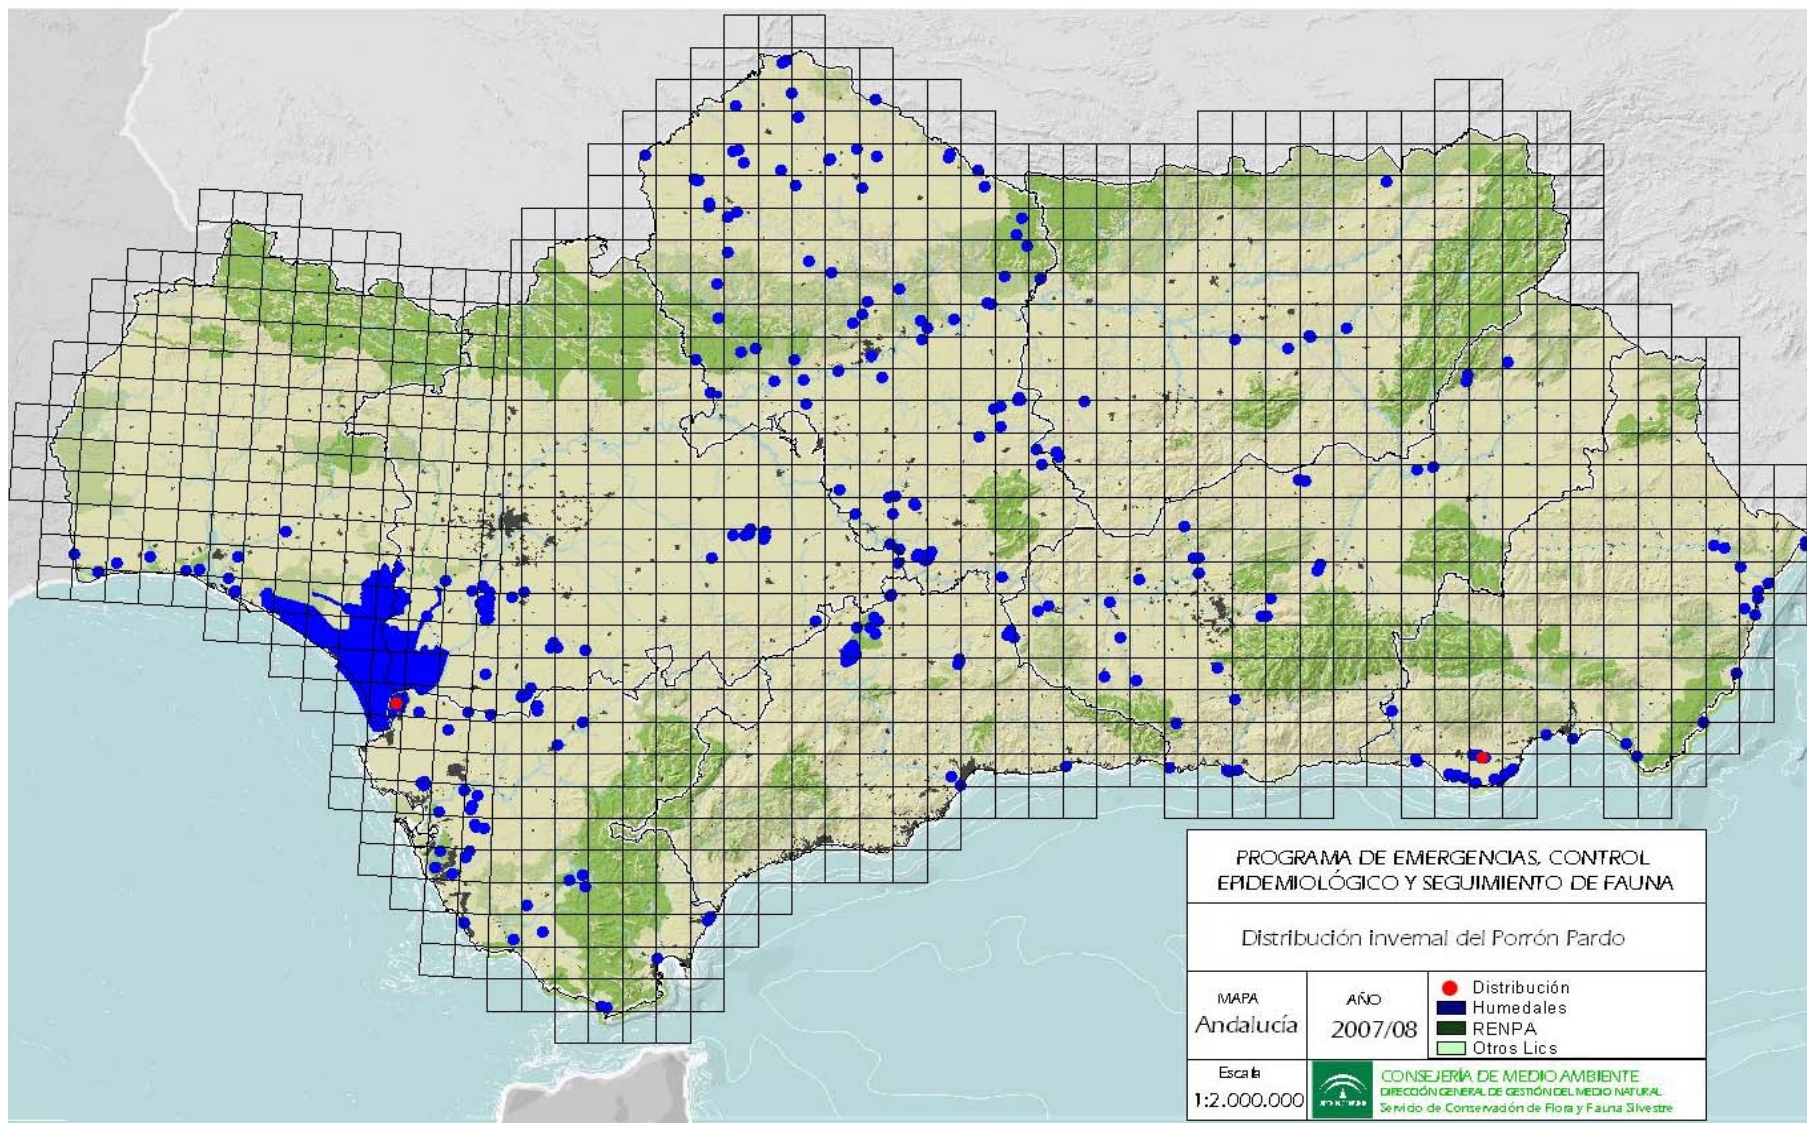 PROGRAMA DE EMERGENCIAS, CONTROL
EPIDEMIOLÓGICO Y SEGUIMIENTO DE FAUNA
Distribución invernal del Porrón Pardo
MAPA
Andalucía
AÑO
2007/08
Distribución
Humedales
RENPA
Otros Lics
Escala
1:2.000.000
CONSEJERÍA DE MEDIO AMBIENTE
DIRECCIÓN GENERAL DE GESTIÓN DEL MEDIO NATURAL
Servicio de Conservación de Flora y Fauna Silvestre